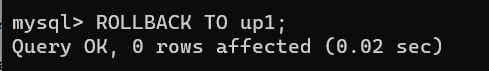 mysql> ROLLBACK TO up1;
Query OK, 0 rows affected (0.02 sec)